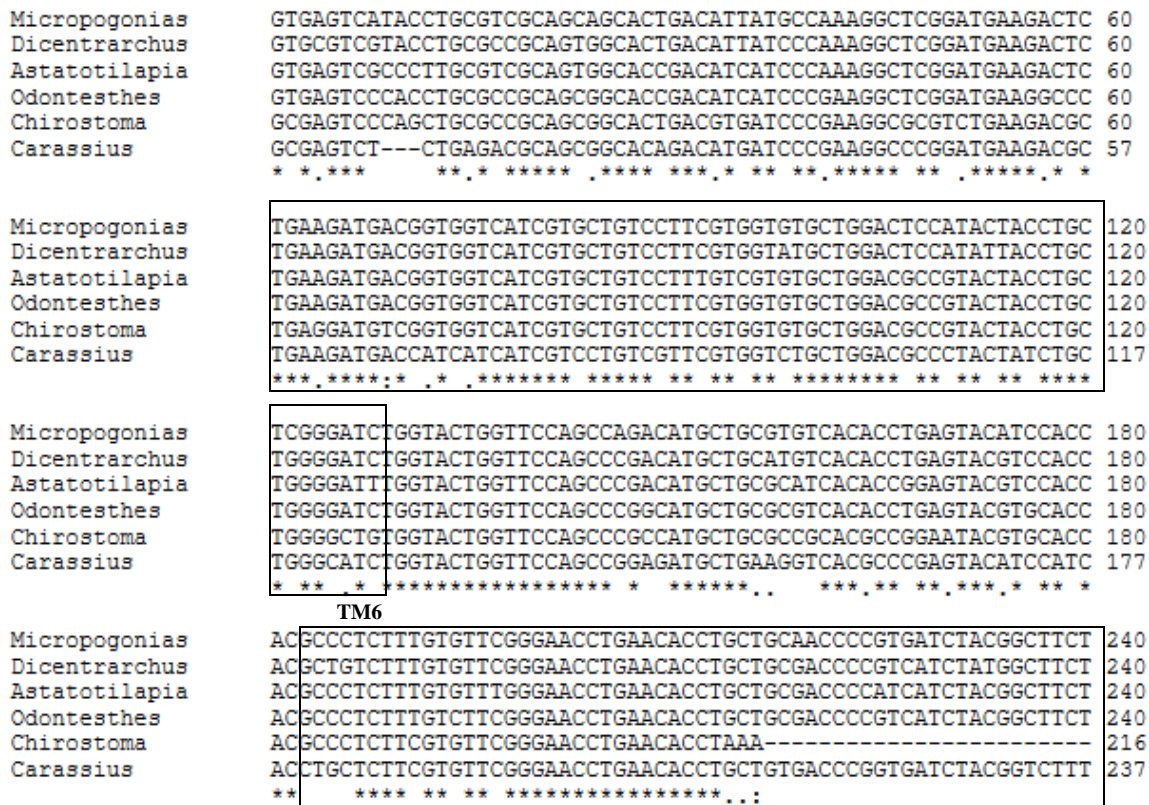 Micropogonias GTGAGTCATACCTGCGTCGCAGCAGCACTGACATTATGCCAAAGGCTCGGATGAAGACTC 60
Dicentrarchus GTGCGTCGTACCTGCGCCGCAGTGGCACTGACATTATCCCAAAGGCTCGGATGAAGACTC 60
Astatotilapia GTGAGTCGCCCTTGCGTCGCAGTGGCACCGACATCATCCCAAAGGCTCGGATGAAGACTC 60
Odontesthes GTGAGTCCCACCTGCGCCGCAGCGGCACCGACATCATCCCGAAGGCTCGGATGAAGGCCC 60
Chirostoma GCGAGTCCCAGCTGCGCCGCAGCGGCACTGACGTGATCCCGAAGGCGCGTCTGAAGACGC 60
Carassius GCGAGTCT---CTGAGACGCAGCGGCACAGACATGATCCCGAAGGCCCGGATGAAGACGC 57
* *.*** **.* ***** .**** ***.* ** **.***** ** .*****.* *
Micropogonias TGAAGATGACGGTGGTCATCGTGCTGTCCTTCGTGGTGTGCTGGACTCCATACTACCTGC 120
Dicentrarchus TGAAGATGACGGTGGTCATCGTGCTGTCCTTCGTGGTATGCTGGACTCCATATTACCTGC 120
Astatotilapia TGAAGATGACGGTGGTCATCGTGCTGTCCTTTGTCGTGTGCTGGACGCCGTACTACCTGC 120
Odontesthes TGAAGATGACGGTGGTCATCGTGCTGTCCTTCGTGGTGTGCTGGACGCCGTACTACCTGC 120
Chirostoma TGAGGATGTCGGTGGTCATCGTGCTGTCCTTCGTGGTGTGCTGGACGCCGTACTACCTGC 120
Carassius TGAAGATGACCATCATCATCGTCCTGTCGTTCGTGGTCTGCTGGACGCCCTACTATCTGC 117
***.****:* .* .******* ***** ** ** ** ******** ** ** ** ****
Micropogonias TCGGGATCTGGTACTGGTTCCAGCCAGACATGCTGCGTGTCACACCTGAGTACATCCACC 180
Dicentrarchus TGGGGATCTGGTACTGGTTCCAGCCCGACATGCTGCATGTCACACCTGAGTACGTCCACC 180
Astatotilapia TGGGGATTTGGTACTGGTTCCAGCCCGACATGCTGCGCATCACACCGGAGTACGTCCACC 180
Odontesthes TGGGGATCTGGTACTGGTTCCAGCCCGGCATGCTGCGCGTCACACCTGAGTACGTGCACC 180
Chirostoma TGGGGCTGTGGTACTGGTTCCAGCCCGCCATGCTGCGCCGCACGCCGGAATACGTGCACC 180
Carassius TGGGCATCTGGTACTGGTTCCAGCCGGAGATGCTGAAGGTCACGCCCGAGTACATCCATC 177
* ** .* ***************** * ******.. ***.** **.***.* ** *
TM6
Micropogonias ACGCCCTCTTTGTGTTCGGGAACCTGAACACCTGCTGCAACCCCGTGATCTACGGCTTCT 240
Dicentrarchus ACGCTGTCTTTGTGTTCGGGAACCTGAACACCTGCTGCGACCCCGTCATCTATGGCTTCT 240
Astatotilapia ACGCCCTCTTTGTGTTTGGGAACCTGAACACCTGCTGCGACCCCATCATCTACGGCTTCT 240
Odontesthes ACGCCCTCTTTGTCTTCGGGAACCTGAACACCTGCTGCGACCCCGTCATCTACGGCTTCT 240
Chirostoma ACGCCCTCTTCGTGTTCGGGAACCTGAACACCTAAA------------------------ 216
Carassius ACCTGCTCTTCGTGTTCGGGAACCTGAACACCTGCTGTGACCCGGTGATCTACGGTCTTT 237
** **** ** ** ****************..: